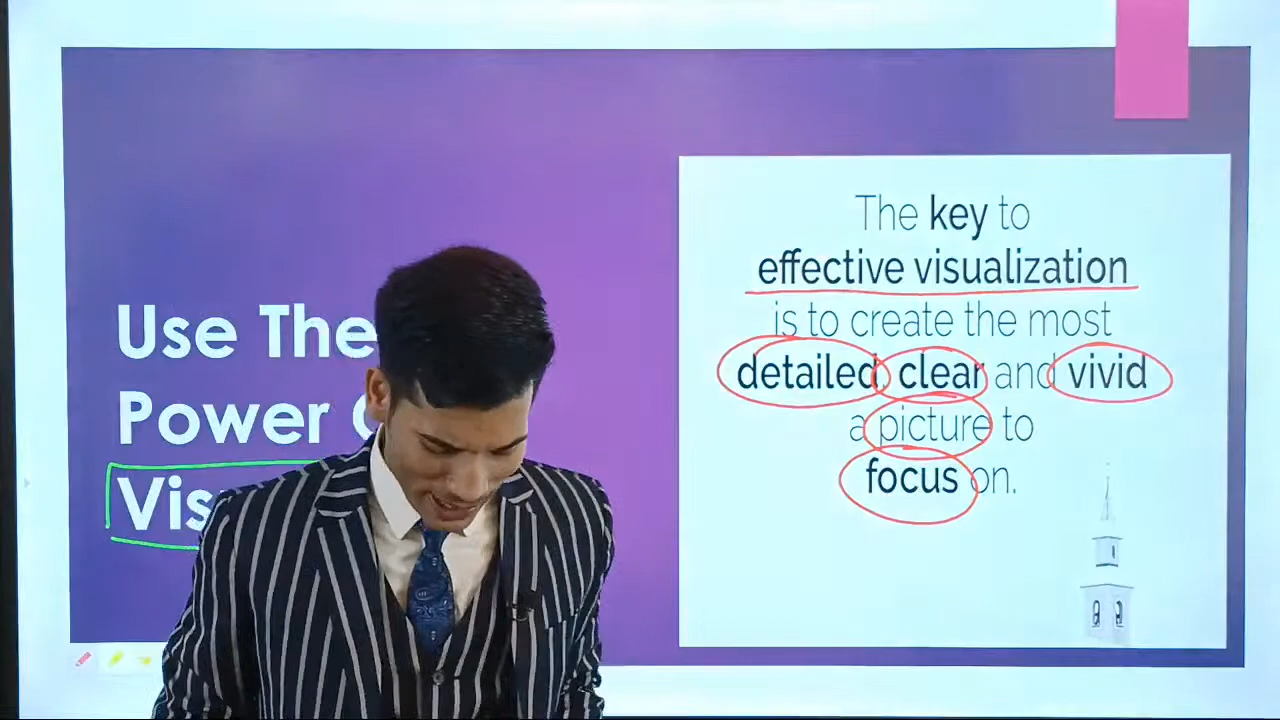 Use The
Power
The key to
effective visualization
is to create the most
detailed, clear and vivid
a picture to
focus on.